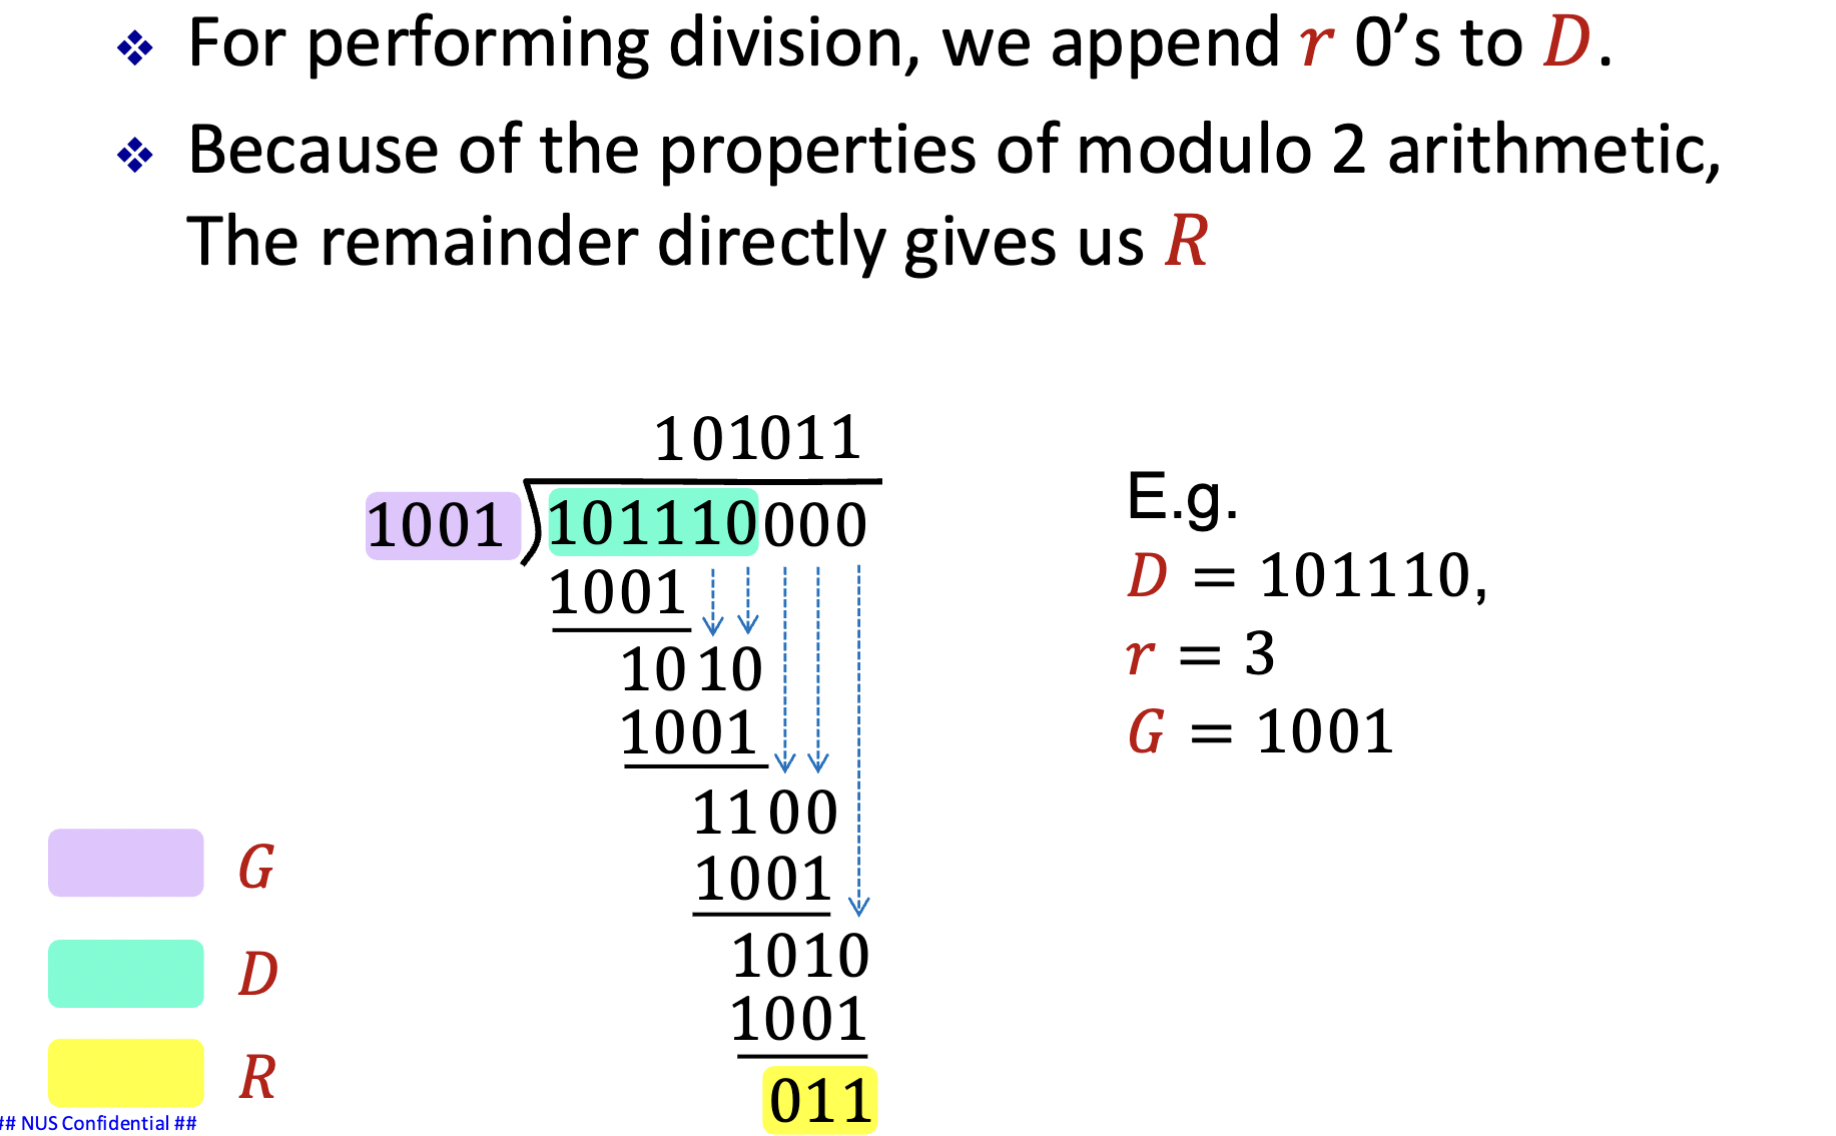 ❖ For performing division, we append r 0's to D.
❖ Because of the properties of modulo 2 arithmetic,
The remainder directly gives us R
101011
1001 ) 101110000
1001
1010
1001
1100
1001
1010
1001
011
E.g.
D = 101110,
r = 3
G = 1001
G
D
R
## NUS Confidential ##